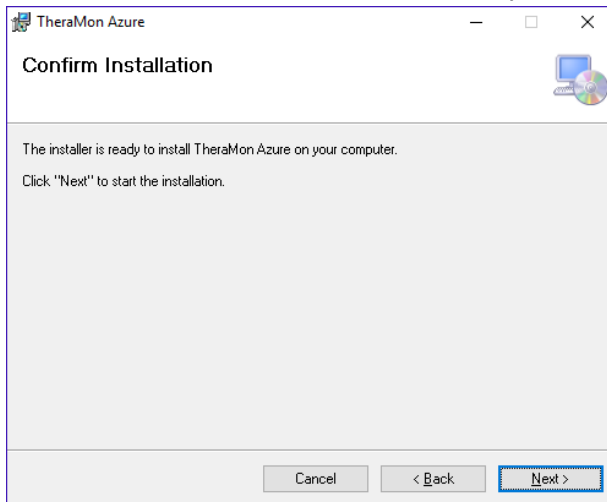 TheraMon Azure
Confirm Installation
The installer is ready to install TheraMon Azure on your computer.
Click "Next" to start the installation.
Cancel
< Back
Next >